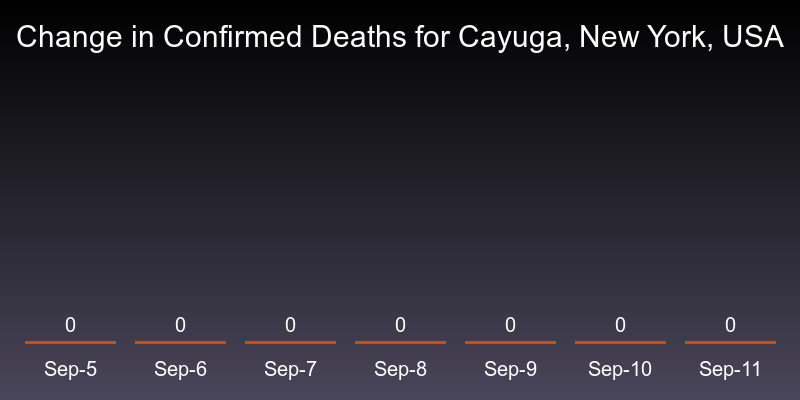 Change in Confirmed Deaths for Cayuga, New York, USA
0 0 0 0 0 0 0
Sep-5 Sep-6 Sep-7 Sep-8 Sep-9 Sep-10 Sep-11